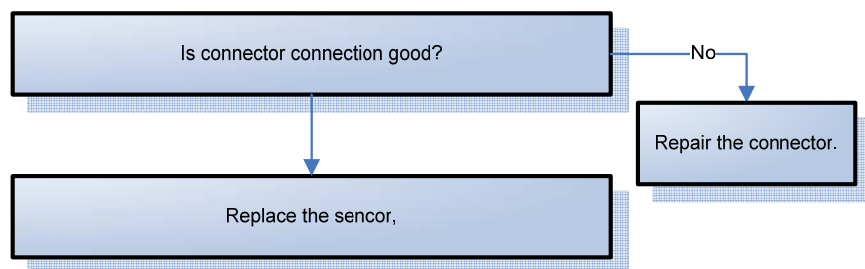 Is connector connection good?
No
Repair the connector.
Replace the sencor,